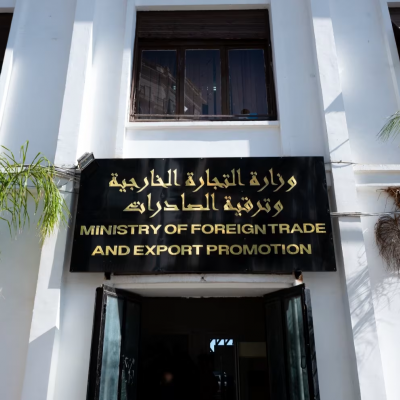 وزارة التجارة الخارجية
وترقية الصادرات
MINISTRY OF FOREIGN TRADE
AND EXPORT PROMOTION